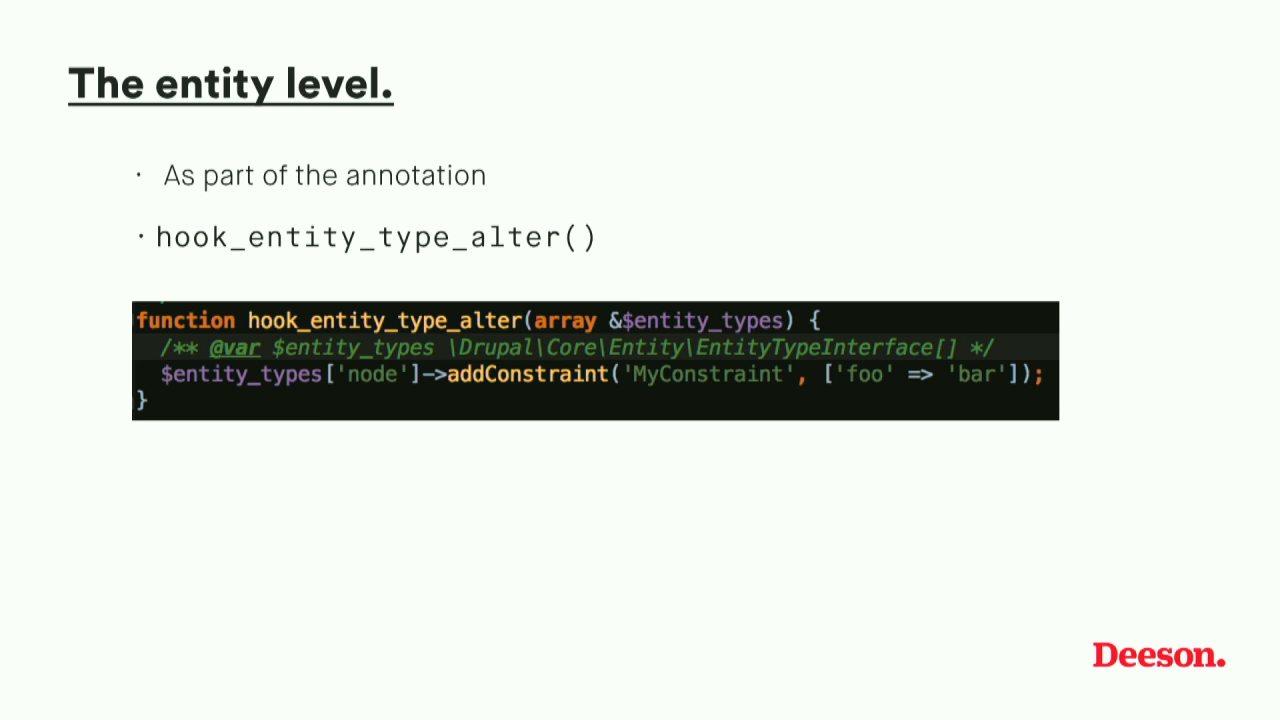 The entity level.
· As part of the annotation
· hook_entity_type_alter()
function hook_entity_type_alter(array &$entity_types) {
/** @var $entity_types \Drupal\Core\Entity\EntityTypeInterface[] */
$entity_types['node']->addConstraint('MyConstraint', ['foo' => 'bar']);
}
Deeson.